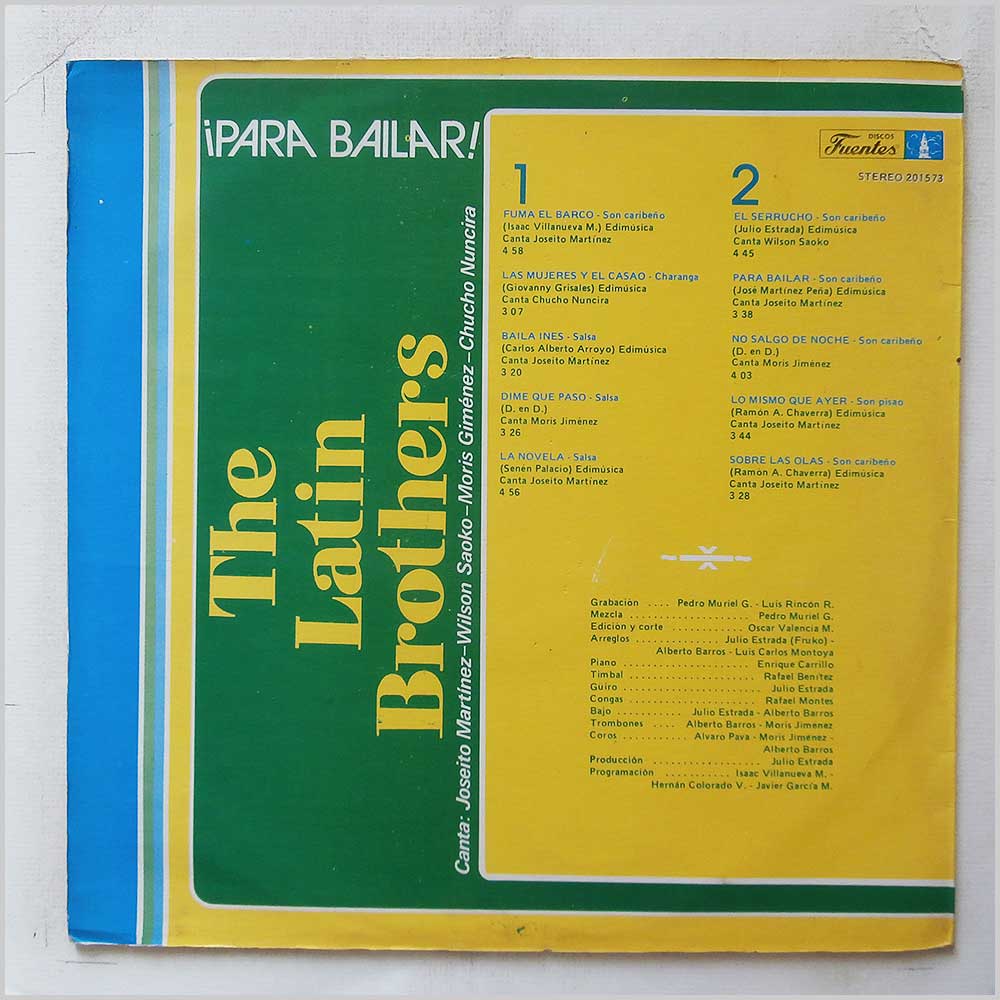 ¡PARA BAILAR!
The
Latin
Brothers
Canta: Joseito Martínez-Wilson Saoko-Moris Giménez-Chucho Nuncira
DISCOS
Fuentes
STEREO 201573
1
FUMA EL BARCO - Son caribeño
(Isaac Villanueva M.) Edimúsica
Canta Joseito Martínez
4 58
LAS MUJERES Y EL CASAO - Charanga
(Giovanny Grisales) Edimúsica
Canta Chucho Nuncira
3 07
BAILA INES - Salsa
(Carlos Alberto Arroyo) Edimúsica
Canta Joseito Martínez
3 20
DIME QUE PASO - Salsa
(D. en D.)
Canta Moris Jiménez
3 26
LA NOVELA - Salsa
(Senén Palacio) Edimúsica
Canta Joseito Martínez
4 56
2
EL SERRUCHO - Son caribeño
(Julio Estrada) Edimúsica
Canta Wilson Saoko
4 45
PARA BAILAR - Son caribeño
(José Martínez Peña) Edimúsica
Canta Joseito Martínez
3 38
NO SALGO DE NOCHE - Son caribeño
(D. en D.)
Canta Moris Jiménez
4 03
LO MISMO QUE AYER - Son pisao
(Ramón A. Chaverra) Edimúsica
Canta Joseito Martínez
3 44
SOBRE LAS OLAS - Son caribeño
(Ramón A. Chaverra) Edimúsica
Canta Joseito Martínez
3 28
Grabación .... Pedro Muriel G. - Luís Rincón R.
Mezcla .................... Pedro Muriel G.
Edición y corte ............. Oscar Valencia M.
Arreglos ............... Julio Estrada (Fruko) -
Alberto Barros - Luis Carlos Montoya
Piano ...................... Enrique Carrillo
Timbal ...................... Rafael Benítez
Güiro ........................ Julio Estrada
Congas ...................... Rafael Montes
Bajo ........... Julio Estrada - Alberto Barros
Trombones .... Alberto Barros - Moris Jimenez
Coros ........... Alvaro Pava - Moris Jiménez -
Alberto Barros
Producción ................... Julio Estrada
Programación ........... Isaac Villanueva M. -
Hernán Colorado V. - Javier García M.